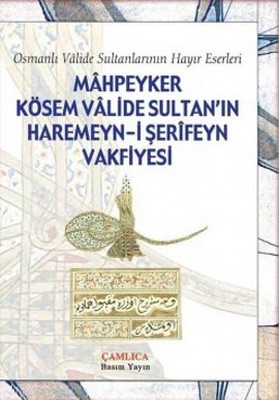 Osmanlı Vâlide Sultanlarının Hayır Eserleri
MÂHPEYKER
KÖSEM VÂLİDE SULTAN'IN
HAREMEYN-İ ŞERÎFEYN
VAKFİYESİ
ÇAMLICA
Basım Yayın